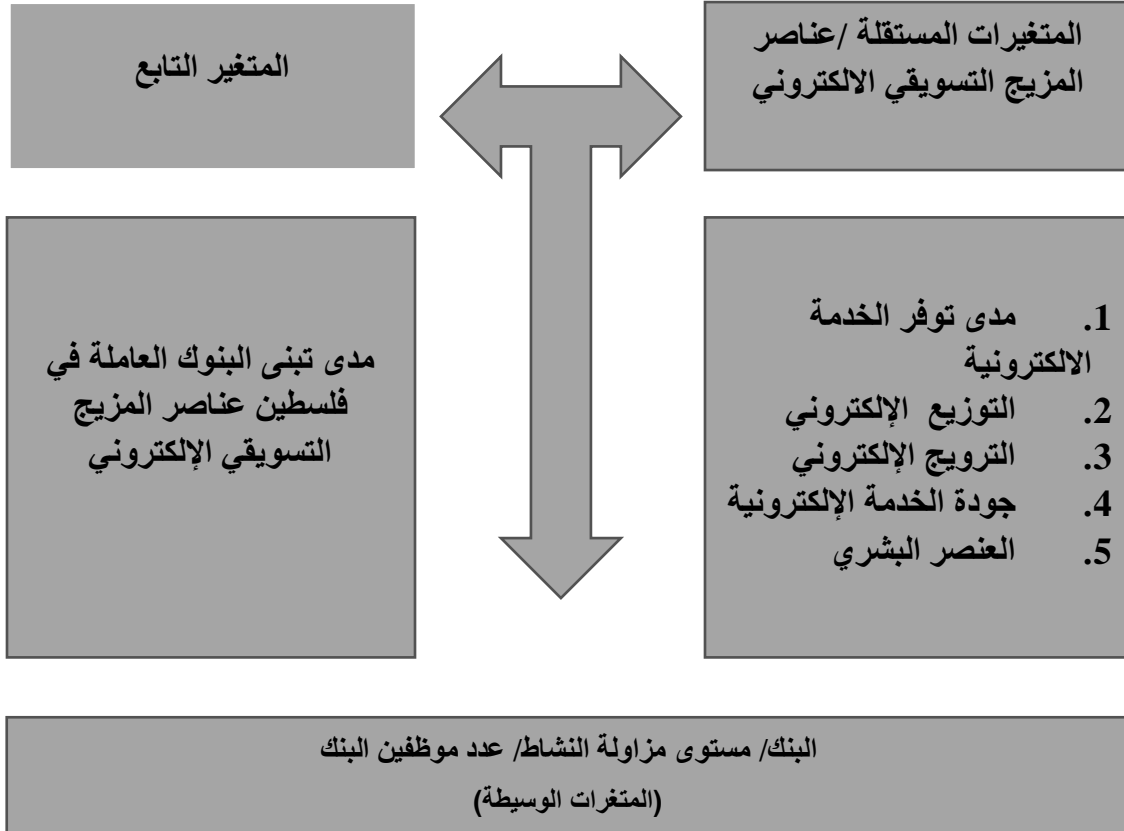 المتغيرات المستقلة /عناصر
المزيج التسويقي الالكتروني
المتغير التابع
1. مدى توفر الخدمة
الالكترونية
2. التوزيع الإلكتروني
3. الترويج الإلكتروني
4. جودة الخدمة الإلكترونية
5. العنصر البشري
مدى تبنى البنوك العاملة في
فلسطين عناصر المزيج
التسويقي الإلكتروني
البنك/ مستوى مزاولة النشاط/ عدد موظفين البنك
(المتغرات الوسيطة)